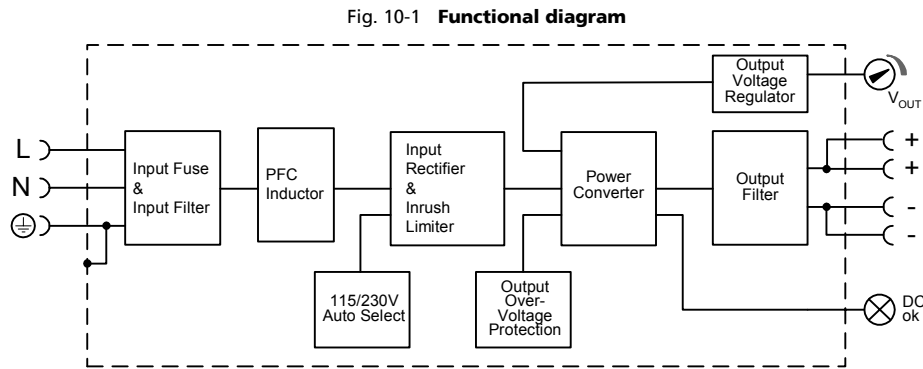 Fig. 10-1 Functional diagram
Output
Voltage
Regulator
V_OUT
L
N
Input Fuse
&
Input Filter
PFC
Inductor
Input
Rectifier
&
Inrush
Limiter
Power
Converter
Output
Filter
+
+
-
-
115/230V
Auto Select
Output
Over-
Voltage
Protection
DC
ok